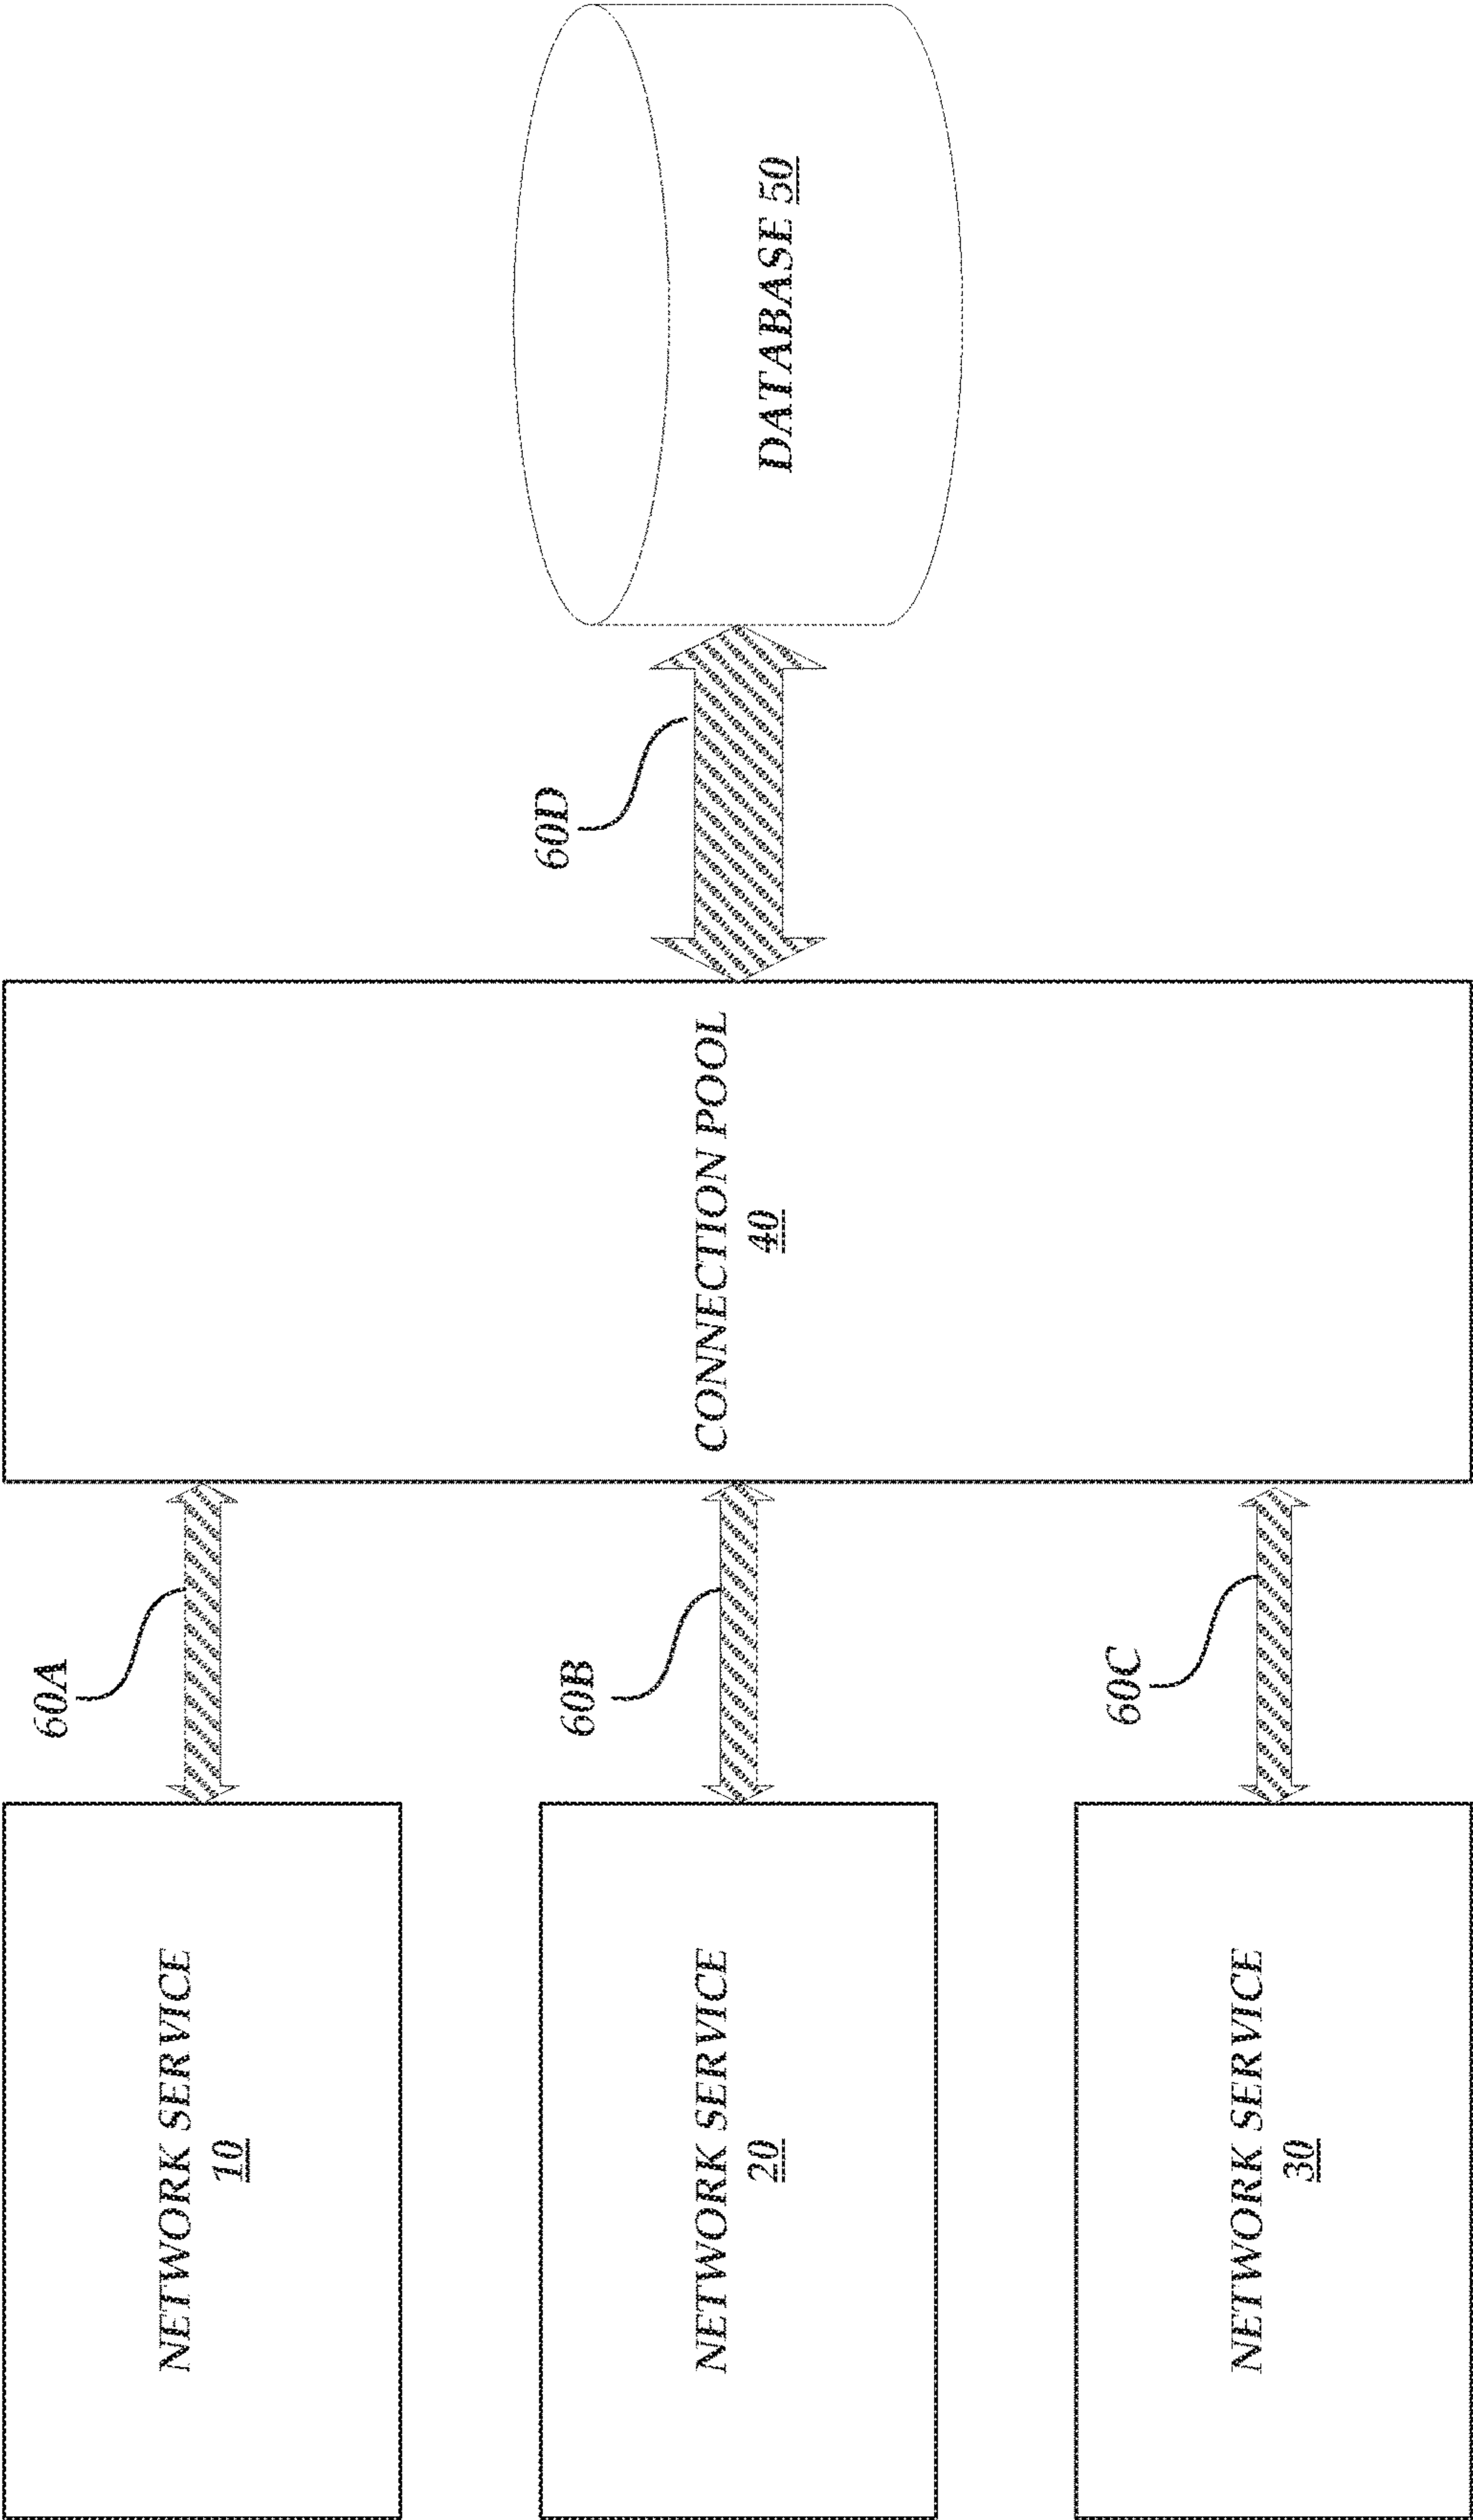 NETWORK SERVICE
10
60A
NETWORK SERVICE
20
60B
NETWORK SERVICE
30
60C
CONNECTION POOL
40
60D
DATABASE 50